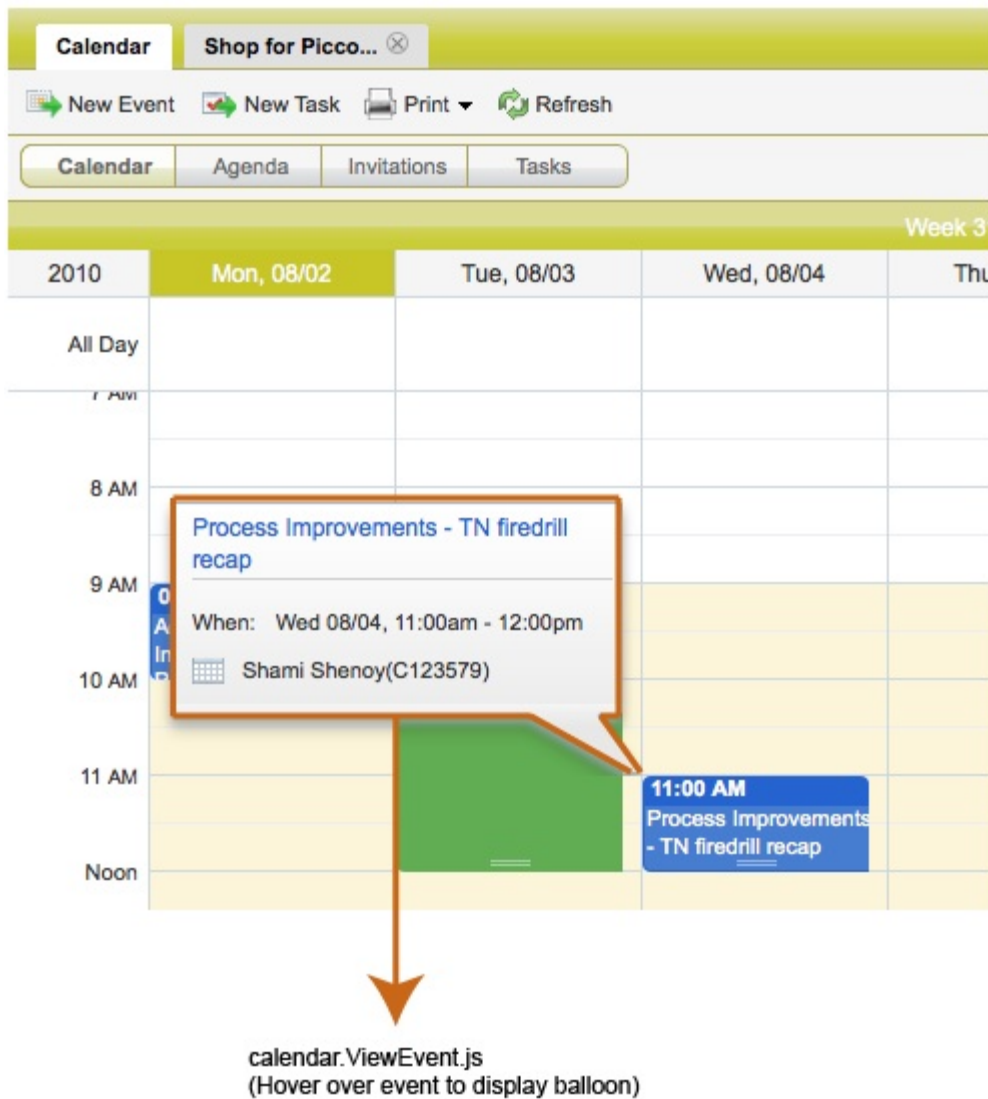 Calendar
Shop for Picco...
New Event
New Task
Print
Refresh
Calendar
Agenda
Invitations
Tasks
Week 3
2010
Mon, 08/02
Tue, 08/03
Wed, 08/04
Thu
All Day
7 AM
8 AM
Process Improvements - TN firedrill
recap
When: Wed 08/04, 11:00am - 12:00pm
Shami Shenoy(C123579)
9 AM
10 AM
11 AM
11:00 AM
Process Improvements
- TN firedrill recap
Noon
calendar.ViewEvent.js
(Hover over event to display balloon)